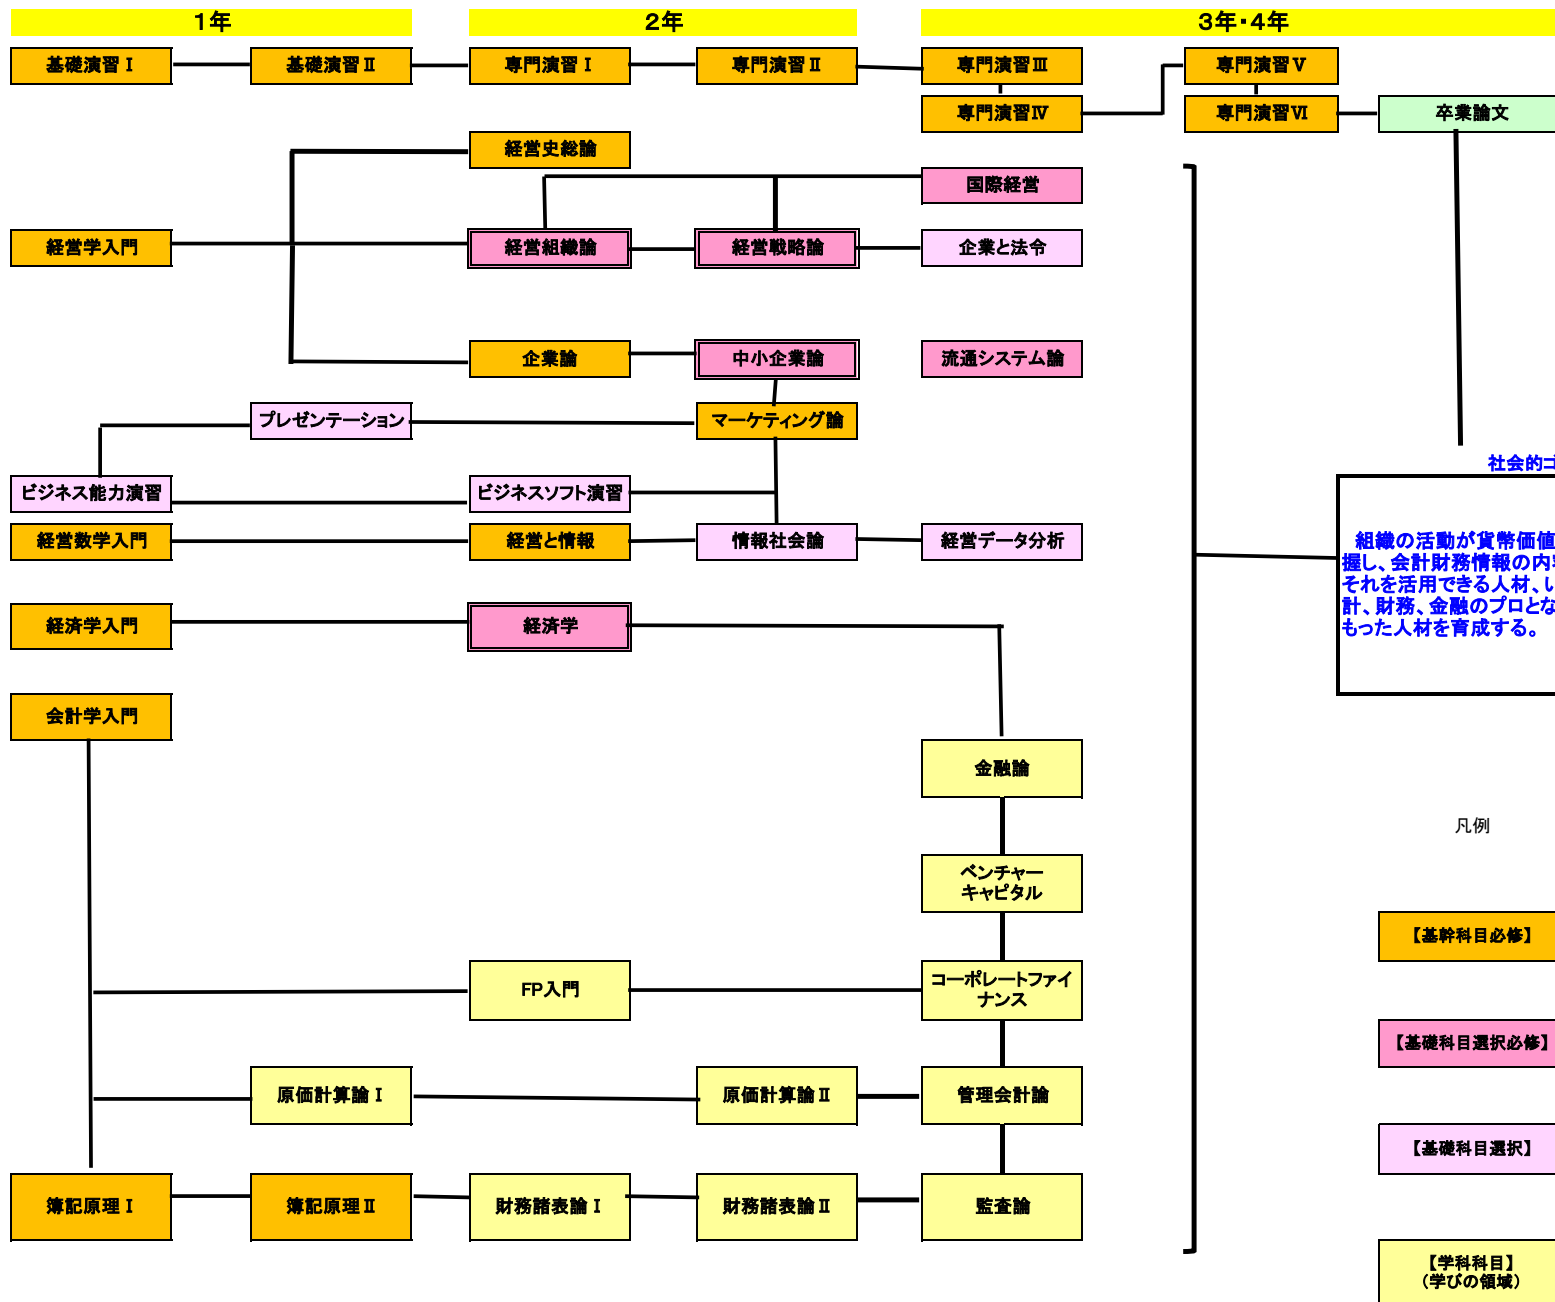 1年
2年
3年・4年
基礎演習Ⅰ
基礎演習Ⅱ
専門演習Ⅰ
専門演習Ⅱ
専門演習Ⅲ
専門演習Ⅴ
専門演習Ⅳ
専門演習Ⅵ
卒業論文
経営史総論
国際経営
経営学入門
経営組織論
経営戦略論
企業と法令
企業論
中小企業論
流通システム論
プレゼンテーション
マーケティング論
社会的ゴ
ビジネス能力演習
ビジネスソフト演習
経営数学入門
経営と情報
情報社会論
経営データ分析
組織の活動が貨幣価値
握し、会計財務情報の内容
それを活用できる人材、い
計、財務、金融のプロとな
もった人材を育成する。
経済学入門
経済学
会計学入門
金融論
凡例
ベンチャー
キャピタル
【基幹科目必修】
FP入門
コーポレートファイ
ナンス
【基礎科目選択必修】
原価計算論Ⅰ
原価計算論Ⅱ
管理会計論
【基礎科目選択】
簿記原理Ⅰ
簿記原理Ⅱ
財務諸表論Ⅰ
財務諸表論Ⅱ
監査論
【学科科目】
（学びの領域）